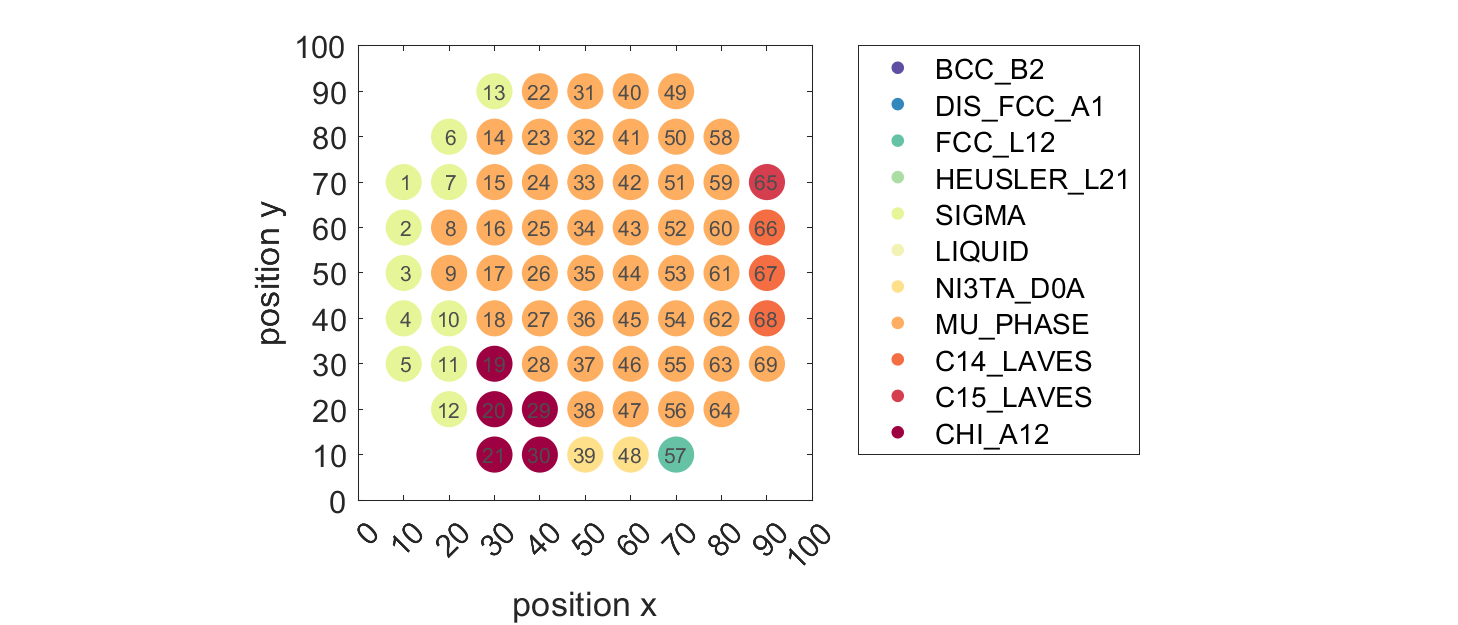 100
90 13 22 31 40 49
80 6 14 23 32 41 50 58
70 1 7 15 24 33 42 51 59 65
60 2 8 16 25 34 43 52 60 66
50 3 9 17 26 35 44 53 61 67
40 4 10 18 27 36 45 54 62 68
30 5 11 19 28 37 46 55 63 69
20 12 20 29 38 47 56 64
10 21 30 39 48 57
0
0 10 20 30 40 50 60 70 80 90 100
position x
position y
BCC_B2
DIS_FCC_A1
FCC_L12
HEUSLER_L21
SIGMA
LIQUID
NI3TA_D0A
MU_PHASE
C14_LAVES
C15_LAVES
CHI_A12